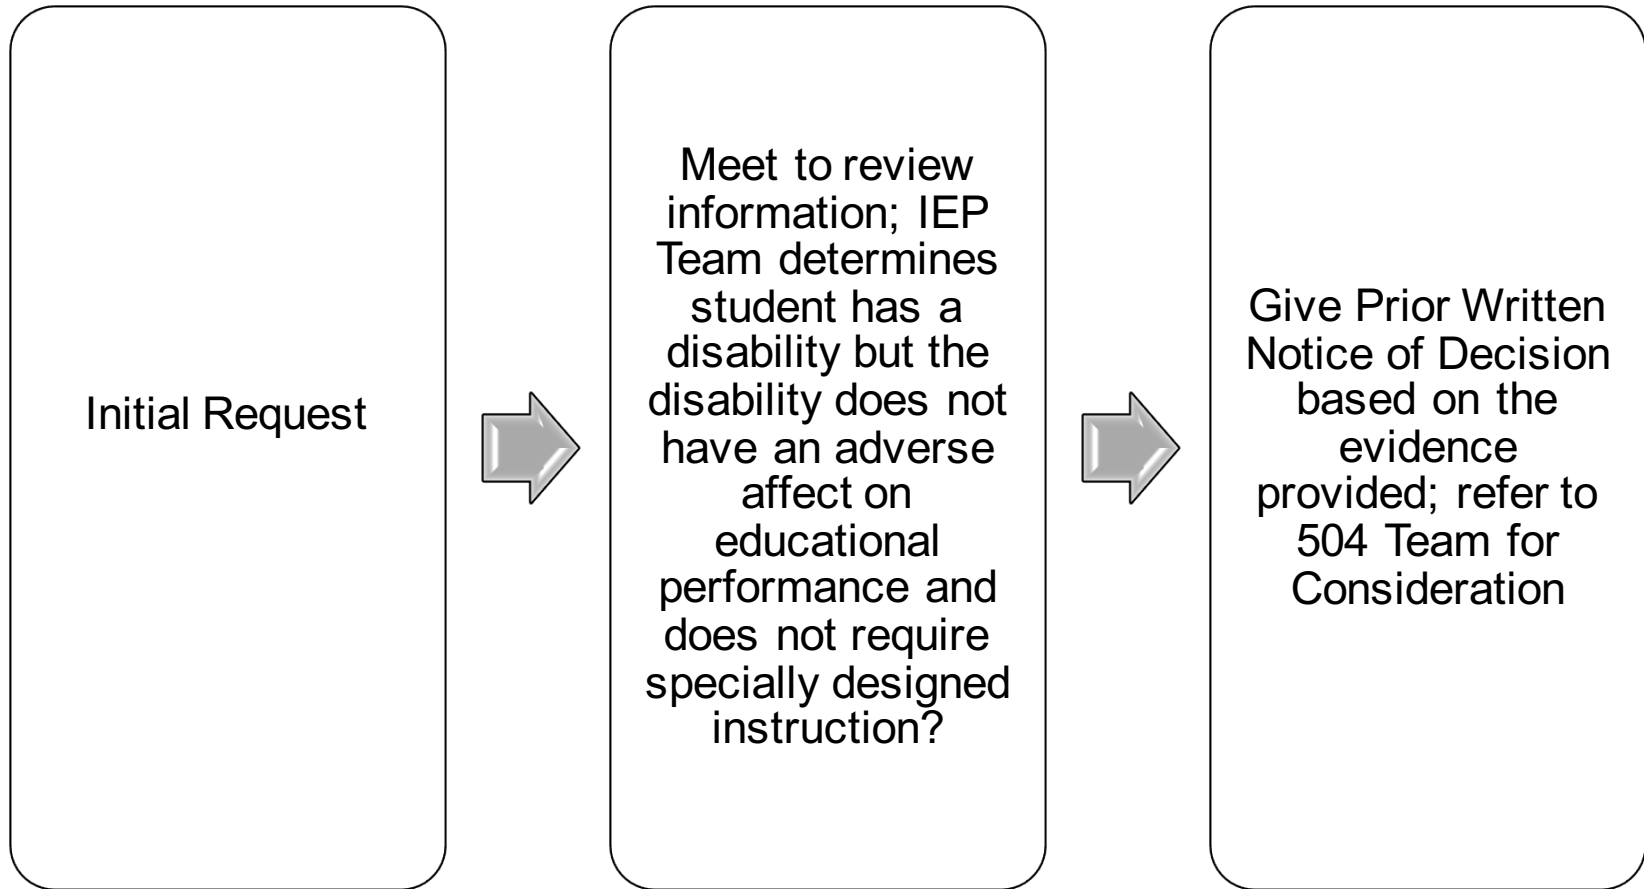 Initial Request
Meet to review
information; IEP
Team determines
student has a
disability but the
disability does not
have an adverse
affect on
educational
performance and
does not require
specially designed
instruction?
Give Prior Written
Notice of Decision
based on the
evidence
provided; refer to
504 Team for
Consideration